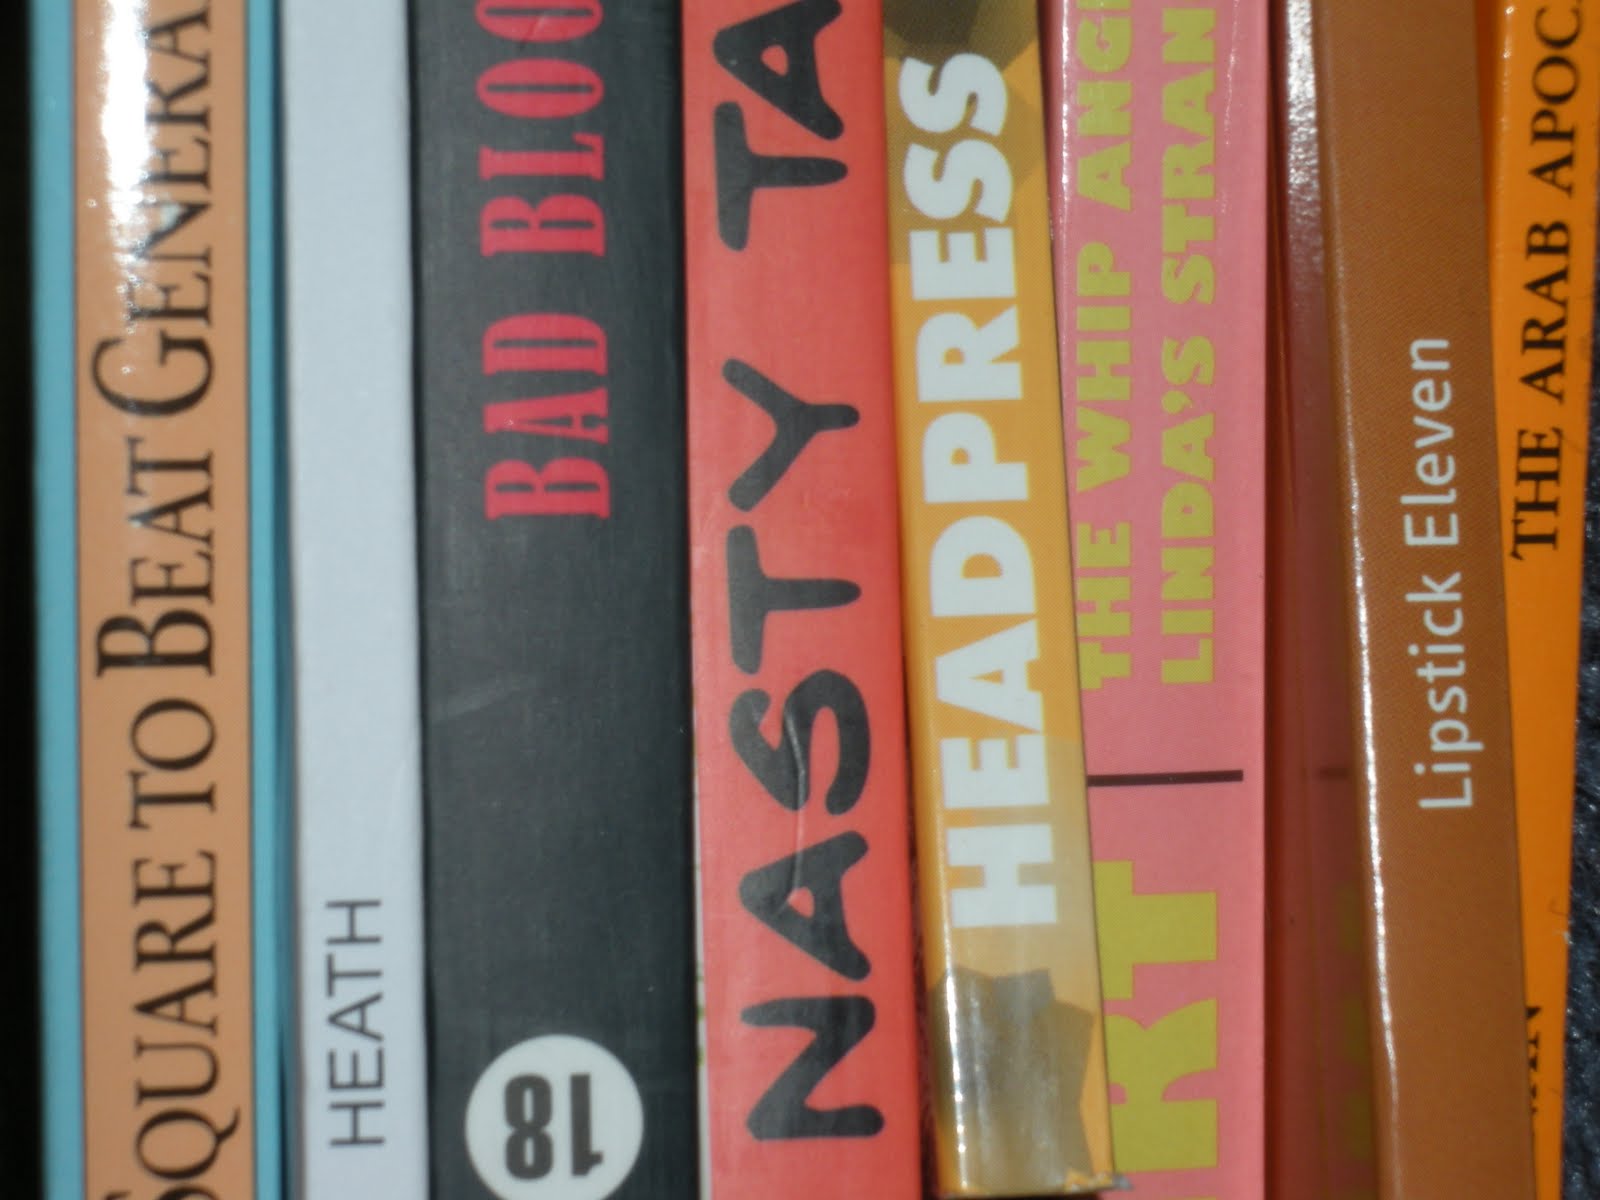 SQUARE TO BEAT GENERA
HEATH
BAD BLOO
18
NASTY TA
HEADPRESS
THE WHIP ANG
LINDA'S STRAN
RT
Lipstick Eleven
THE ARAB APOC